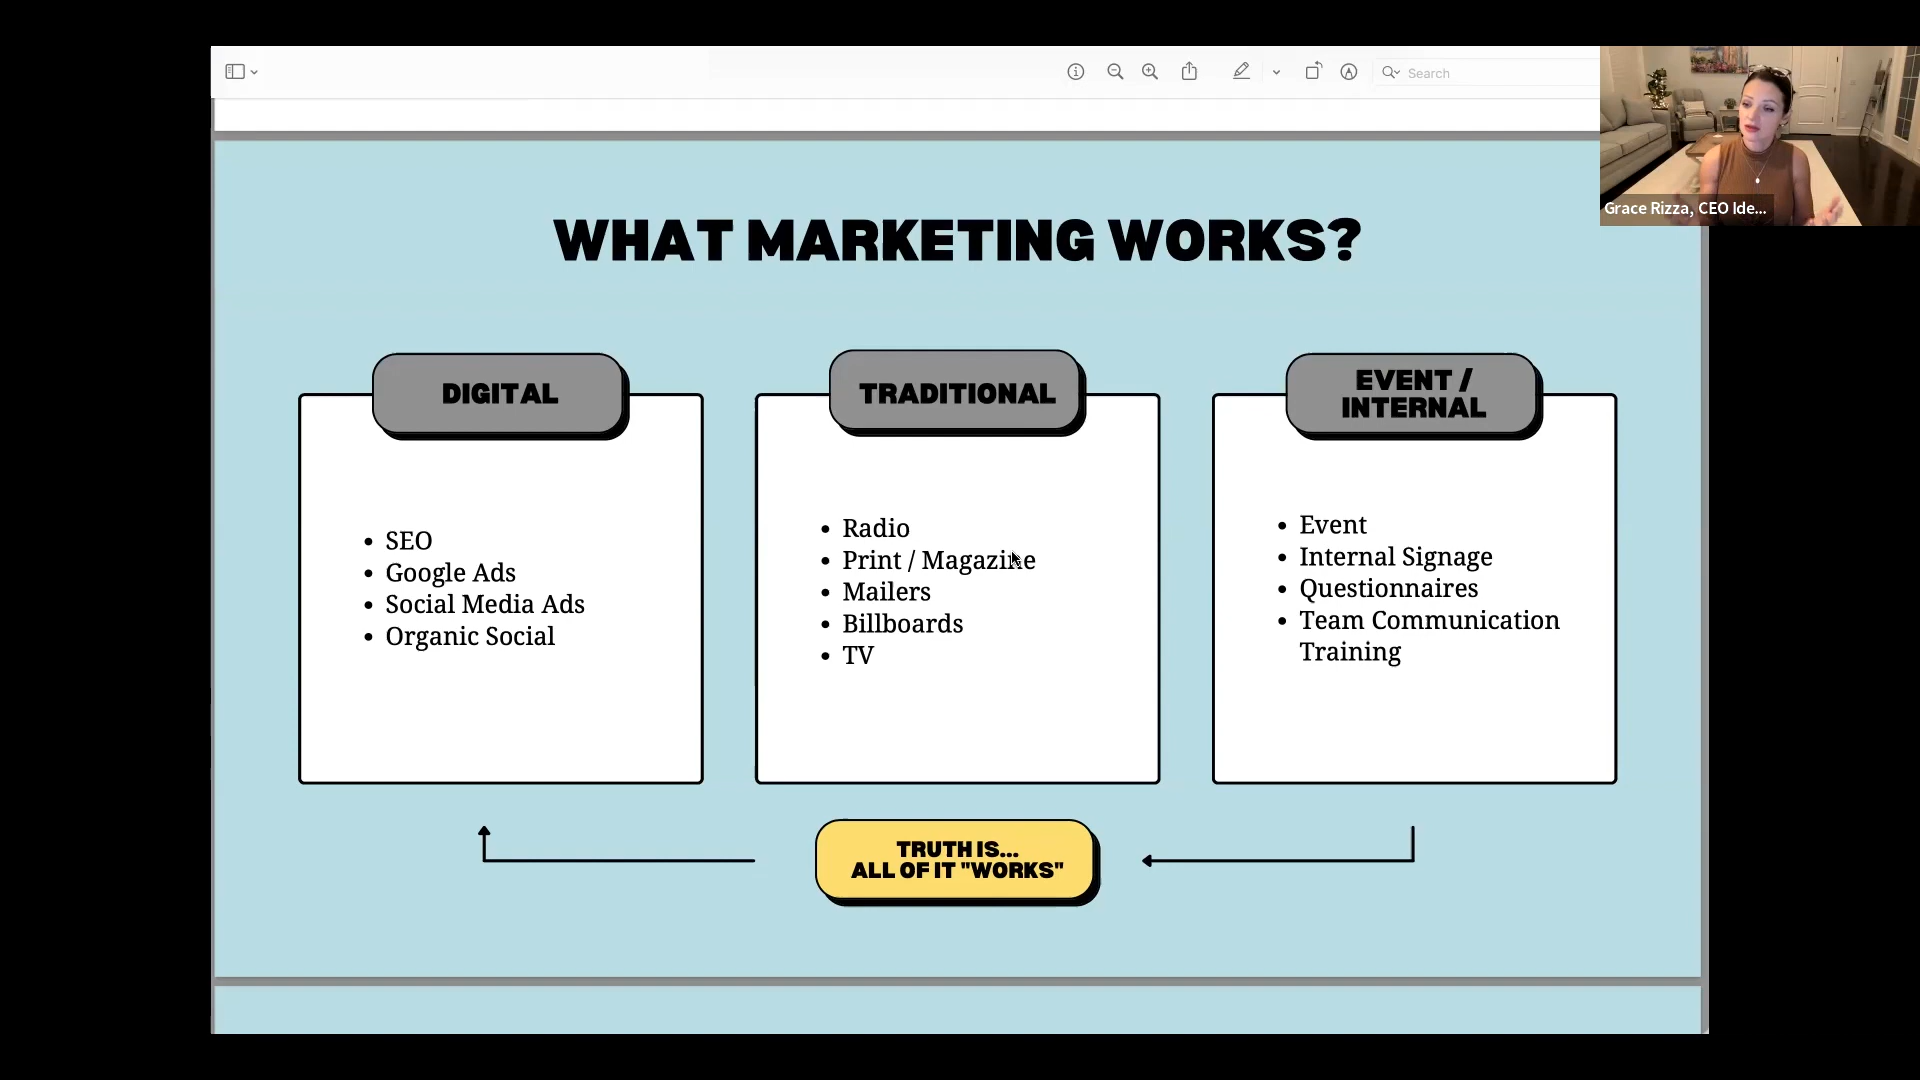 Search
Grace Rizza, CEO Ide...
WHAT MARKETING WORKS?
DIGITAL
• SEO
• Google Ads
• Social Media Ads
• Organic Social
TRADITIONAL
• Radio
• Print / Magazine
• Mailers
• Billboards
• TV
EVENT /
INTERNAL
• Event
• Internal Signage
• Questionnaires
• Team Communication
Training
TRUTH IS...
ALL OF IT "WORKS"